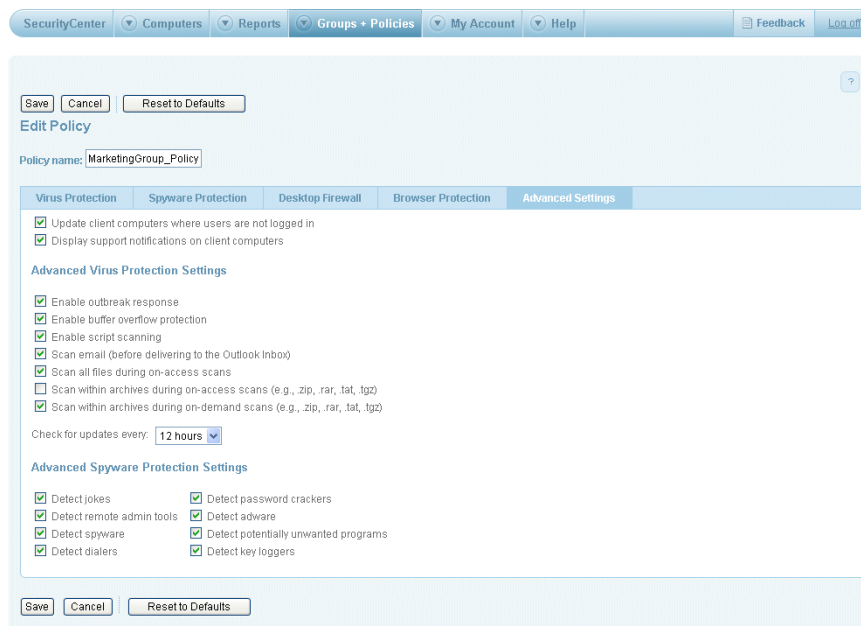 SecurityCenter Computers Reports Groups + Policies My Account Help Feedback Log off
?
Save Cancel Reset to Defaults
Edit Policy
Policy name: MarketingGroup_Policy
Virus Protection Spyware Protection Desktop Firewall Browser Protection Advanced Settings
Update client computers where users are not logged in
Display support notifications on client computers
Advanced Virus Protection Settings
Enable outbreak response
Enable buffer overflow protection
Enable script scanning
Scan email (before delivering to the Outlook Inbox)
Scan all files during on-access scans
Scan within archives during on-access scans (e.g., .zip, .rar, .tat, .tgz)
Scan within archives during on-demand scans (e.g., .zip, .rar, .tat, .tgz)
Check for updates every: 12 hours
Advanced Spyware Protection Settings
Detect jokes Detect password crackers
Detect remote admin tools Detect adware
Detect spyware Detect potentially unwanted programs
Detect dialers Detect key loggers
Save Cancel Reset to Defaults